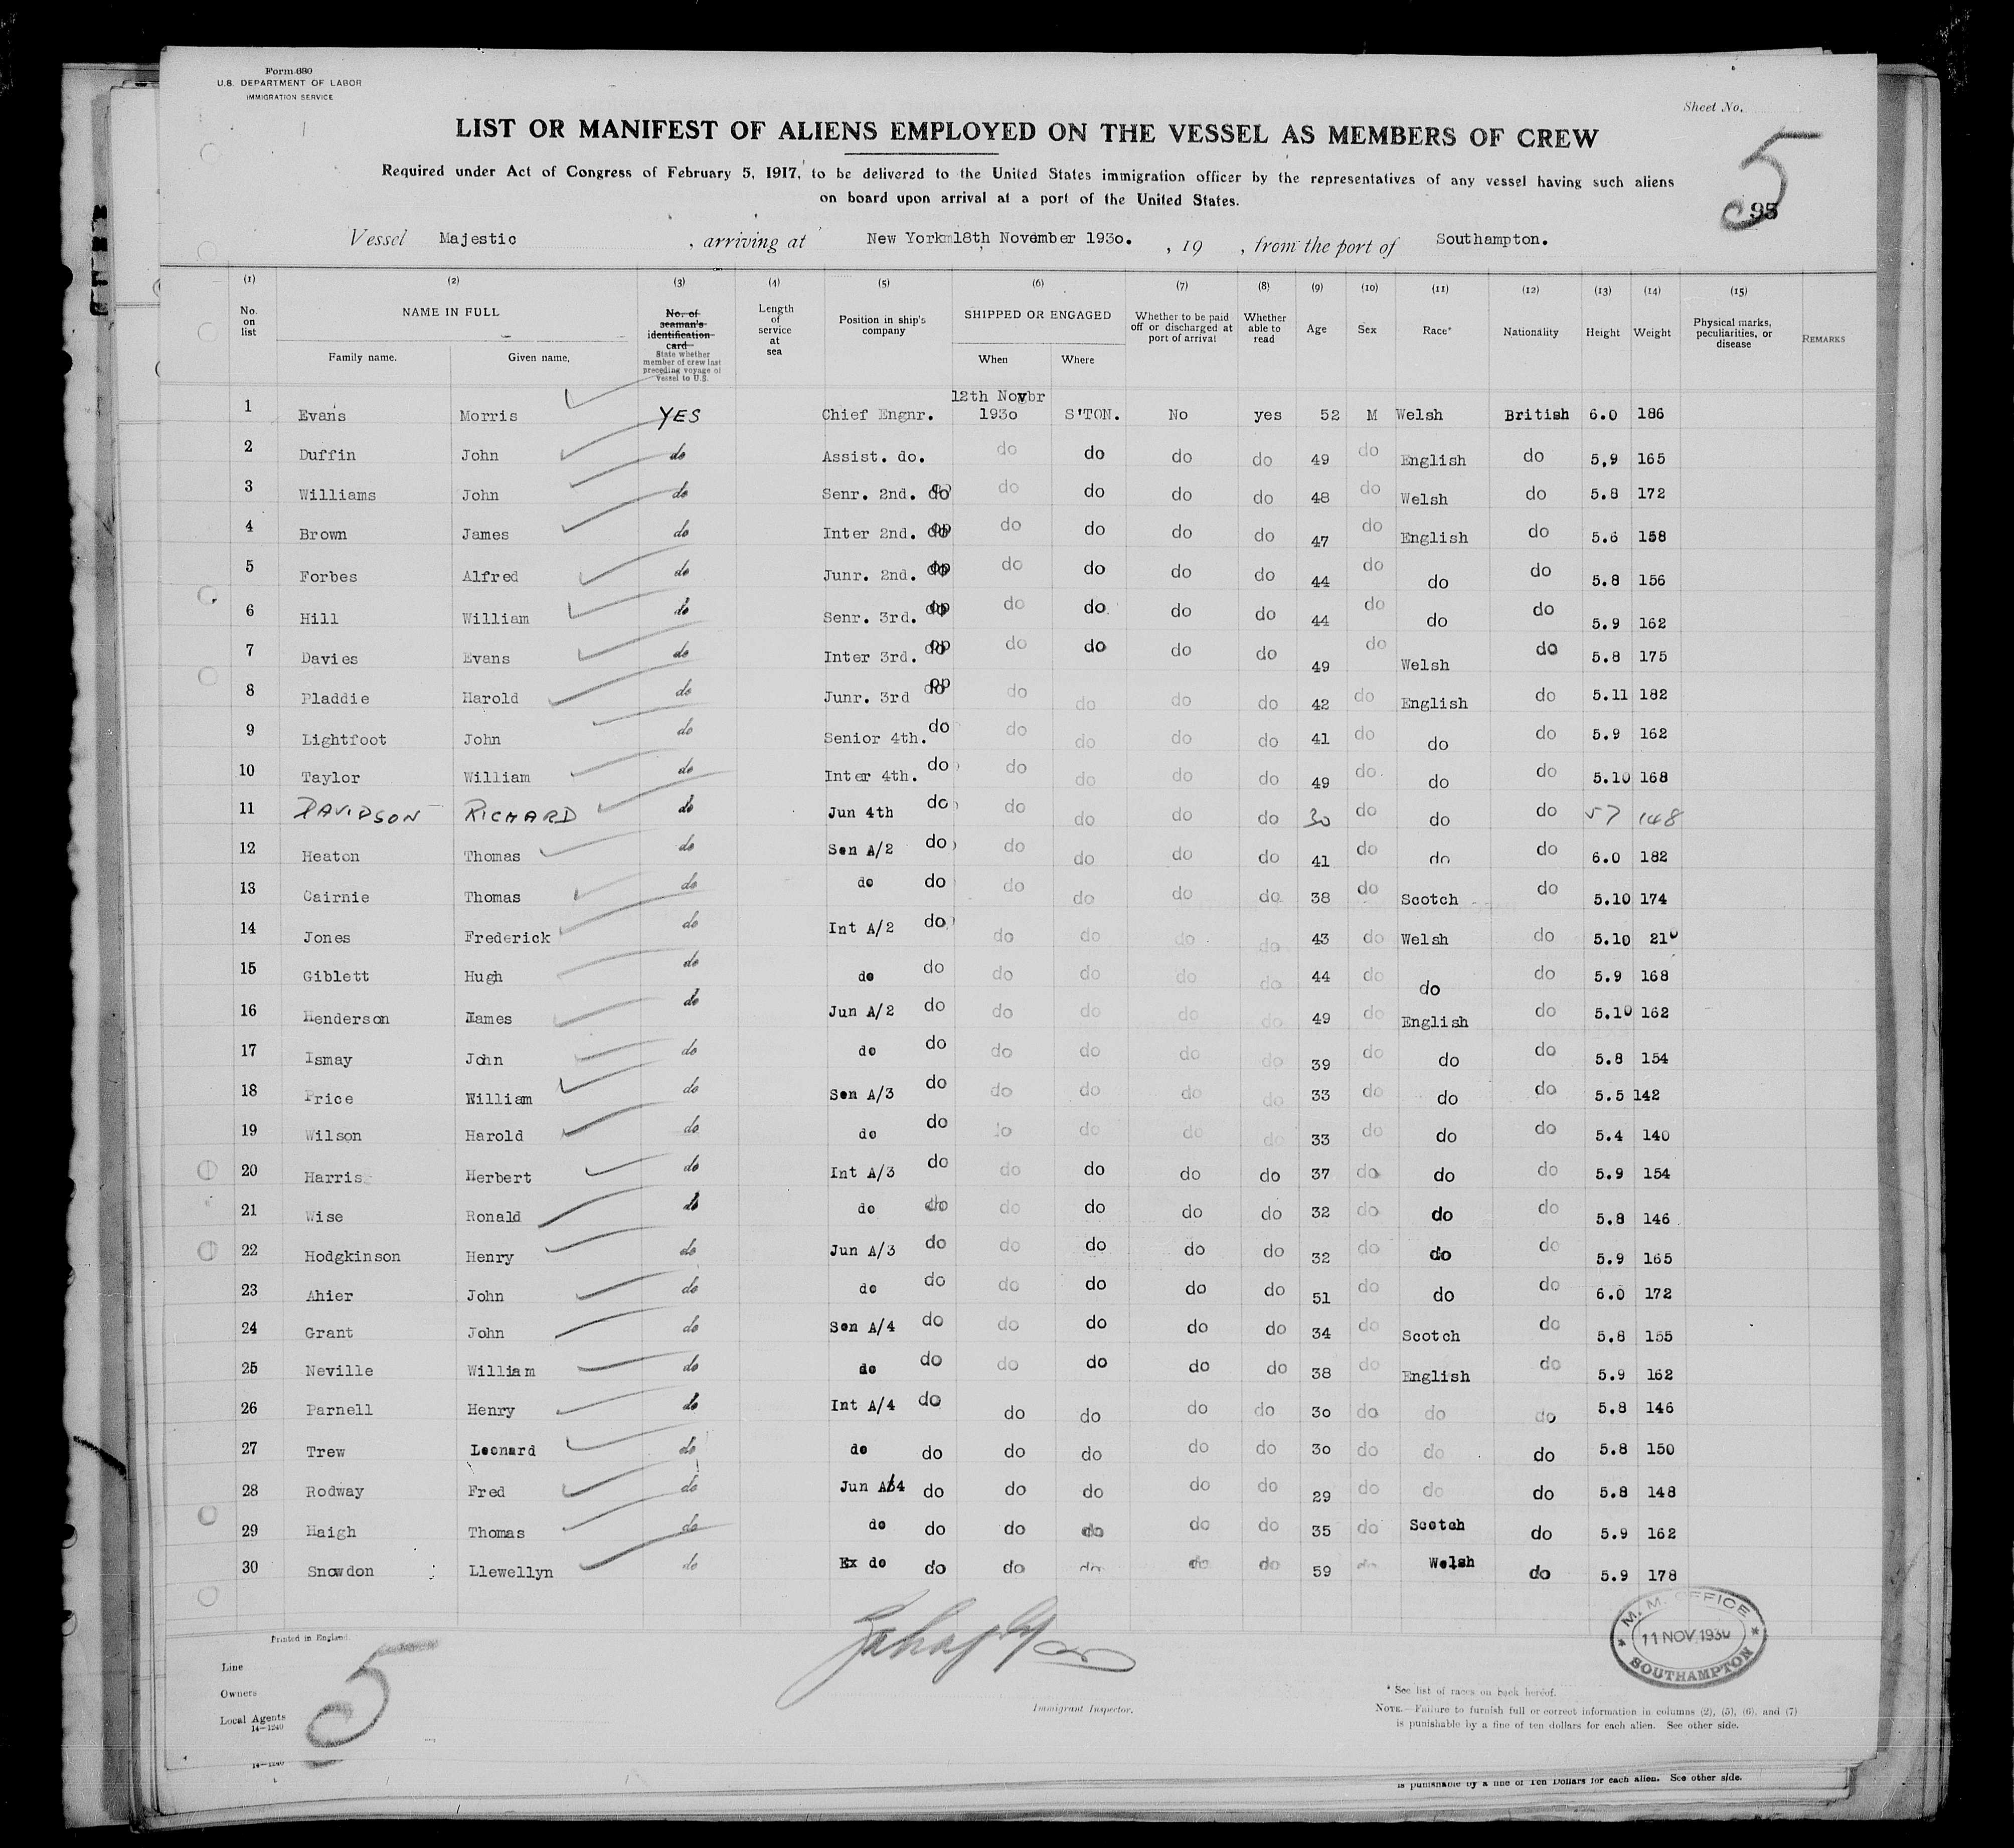 Form 680
U.S. DEPARTMENT OF LABOR
IMMIGRATION SERVICE
Sheet No.
5
95
LIST OR MANIFEST OF ALIENS EMPLOYED ON THE VESSEL AS MEMBERS OF CREW
Required under Act of Congress of February 5, 1917, to be delivered to the United States immigration officer by the representatives of any vessel having such aliens
on board upon arrival at a port of the United States.
Vessel Majestic , arriving at New York 18th November 1930. , 19 , from the port of Southampton.
(1) (2) (3) (4) (5) (6) (7) (8) (9) (10) (11) (12) (13) (14) (15)
No. on list NAME IN FULL Family name. Given name. No. of seaman's identification card State whether member of crew last preceding voyage of vessel to U.S. Length of service at sea Position in ship's company SHIPPED OR ENGAGED When Where Whether to be paid off or discharged at port of arrival Whether able to read Age Sex Race* Nationality Height Weight Physical marks, peculiarities, or disease REMARKS
1 Evans Morris YES Chief Engnr. 12th Novbr 1930 S'TON. No yes 52 M Welsh British 6.0 186
2 Duffin John do Assist. do. do do do do 49 do English do 5,9 165
3 Williams John do Senr. 2nd. do do do do do 48 do Welsh do 5.8 172
4 Brown James do Inter 2nd. do do do do do 47 do English do 5.6 158
5 Forbes Alfred do Junr. 2nd. do do do do do 44 do do do 5.8 156
6 Hill William do Senr. 3rd. do do do do do 44 do do do 5.9 162
7 Davies Evans do Inter 3rd. do do do do do 49 do Welsh do 5.8 175
8 Pladdie Harold do Junr. 3rd do do do do do 42 do English do 5.11 182
9 Lightfoot John do Senior 4th. do do do do do 41 do do do 5.9 162
10 Taylor William do Inter 4th. do do do do do 49 do. do do 5.10 168
11 DAVIDSON RICHARD do Jun 4th do do do do do 30 do do do 57 148
12 Heaton Thomas do Sen A/2 do do do do do 41 do do do 6.0 182
13 Cairnie Thomas do do do do do do do 38 do Scotch do 5.10 174
14 Jones Frederick do Int A/2 do do do do do 43 do Welsh do 5.10 210
15 Giblett Hugh do do do do do do do 44 do do do 5.9 168
16 Henderson James do Jun A/2 do do do do do 49 do English do 5.10 162
17 Ismay John do do do do do do do 39 do do do 5.8 154
18 Price William do Sen A/3 do do do do do 33 do do do 5.5 142
19 Wilson Harold do do do do do do do 33 do do do 5.4 140
20 Harris Herbert do Int A/3 do do do do do 37 do do do 5.9 154
21 Wise Ronald do do do do do do do 32 do do do 5.8 146
22 Hodgkinson Henry do Jun A/3 do do do do do 32 do do do 5.9 165
23 Ahier John do do do do do do do 51 do do do 6.0 172
24 Grant John do Sen A/4 do do do do do 34 do Scotch do 5.8 155
25 Neville William do do do do do do do 38 do English do 5.9 162
26 Parnell Henry do Int A/4 do do do do do 30 do do do 5.8 146
27 Trew Leonard do do do do do do do 30 do do do 5.8 150
28 Rodway Fred do Jun A/4 do do do do do 29 do do do 5.8 148
29 Haigh Thomas do do do do do do do 35 do Scotch do 5.9 162
30 Snowdon Llewellyn do Ex do do do do do do 59 do Welsh do 5.9 178
Printed in England.
Line
Owners
Local Agents
14-1240
5
Immigrant Inspector.
M. M. OFFICE
11 NOV 1930
SOUTHAMPTON
* See list of races on back hereof.
NOTE.—Failure to furnish full or correct information in columns (2), (5), (6), and (7)
is punishable by a fine of ten dollars for each alien. See other side.
14-1240
is punishable by a fine of Ten Dollars for each alien. See other side.